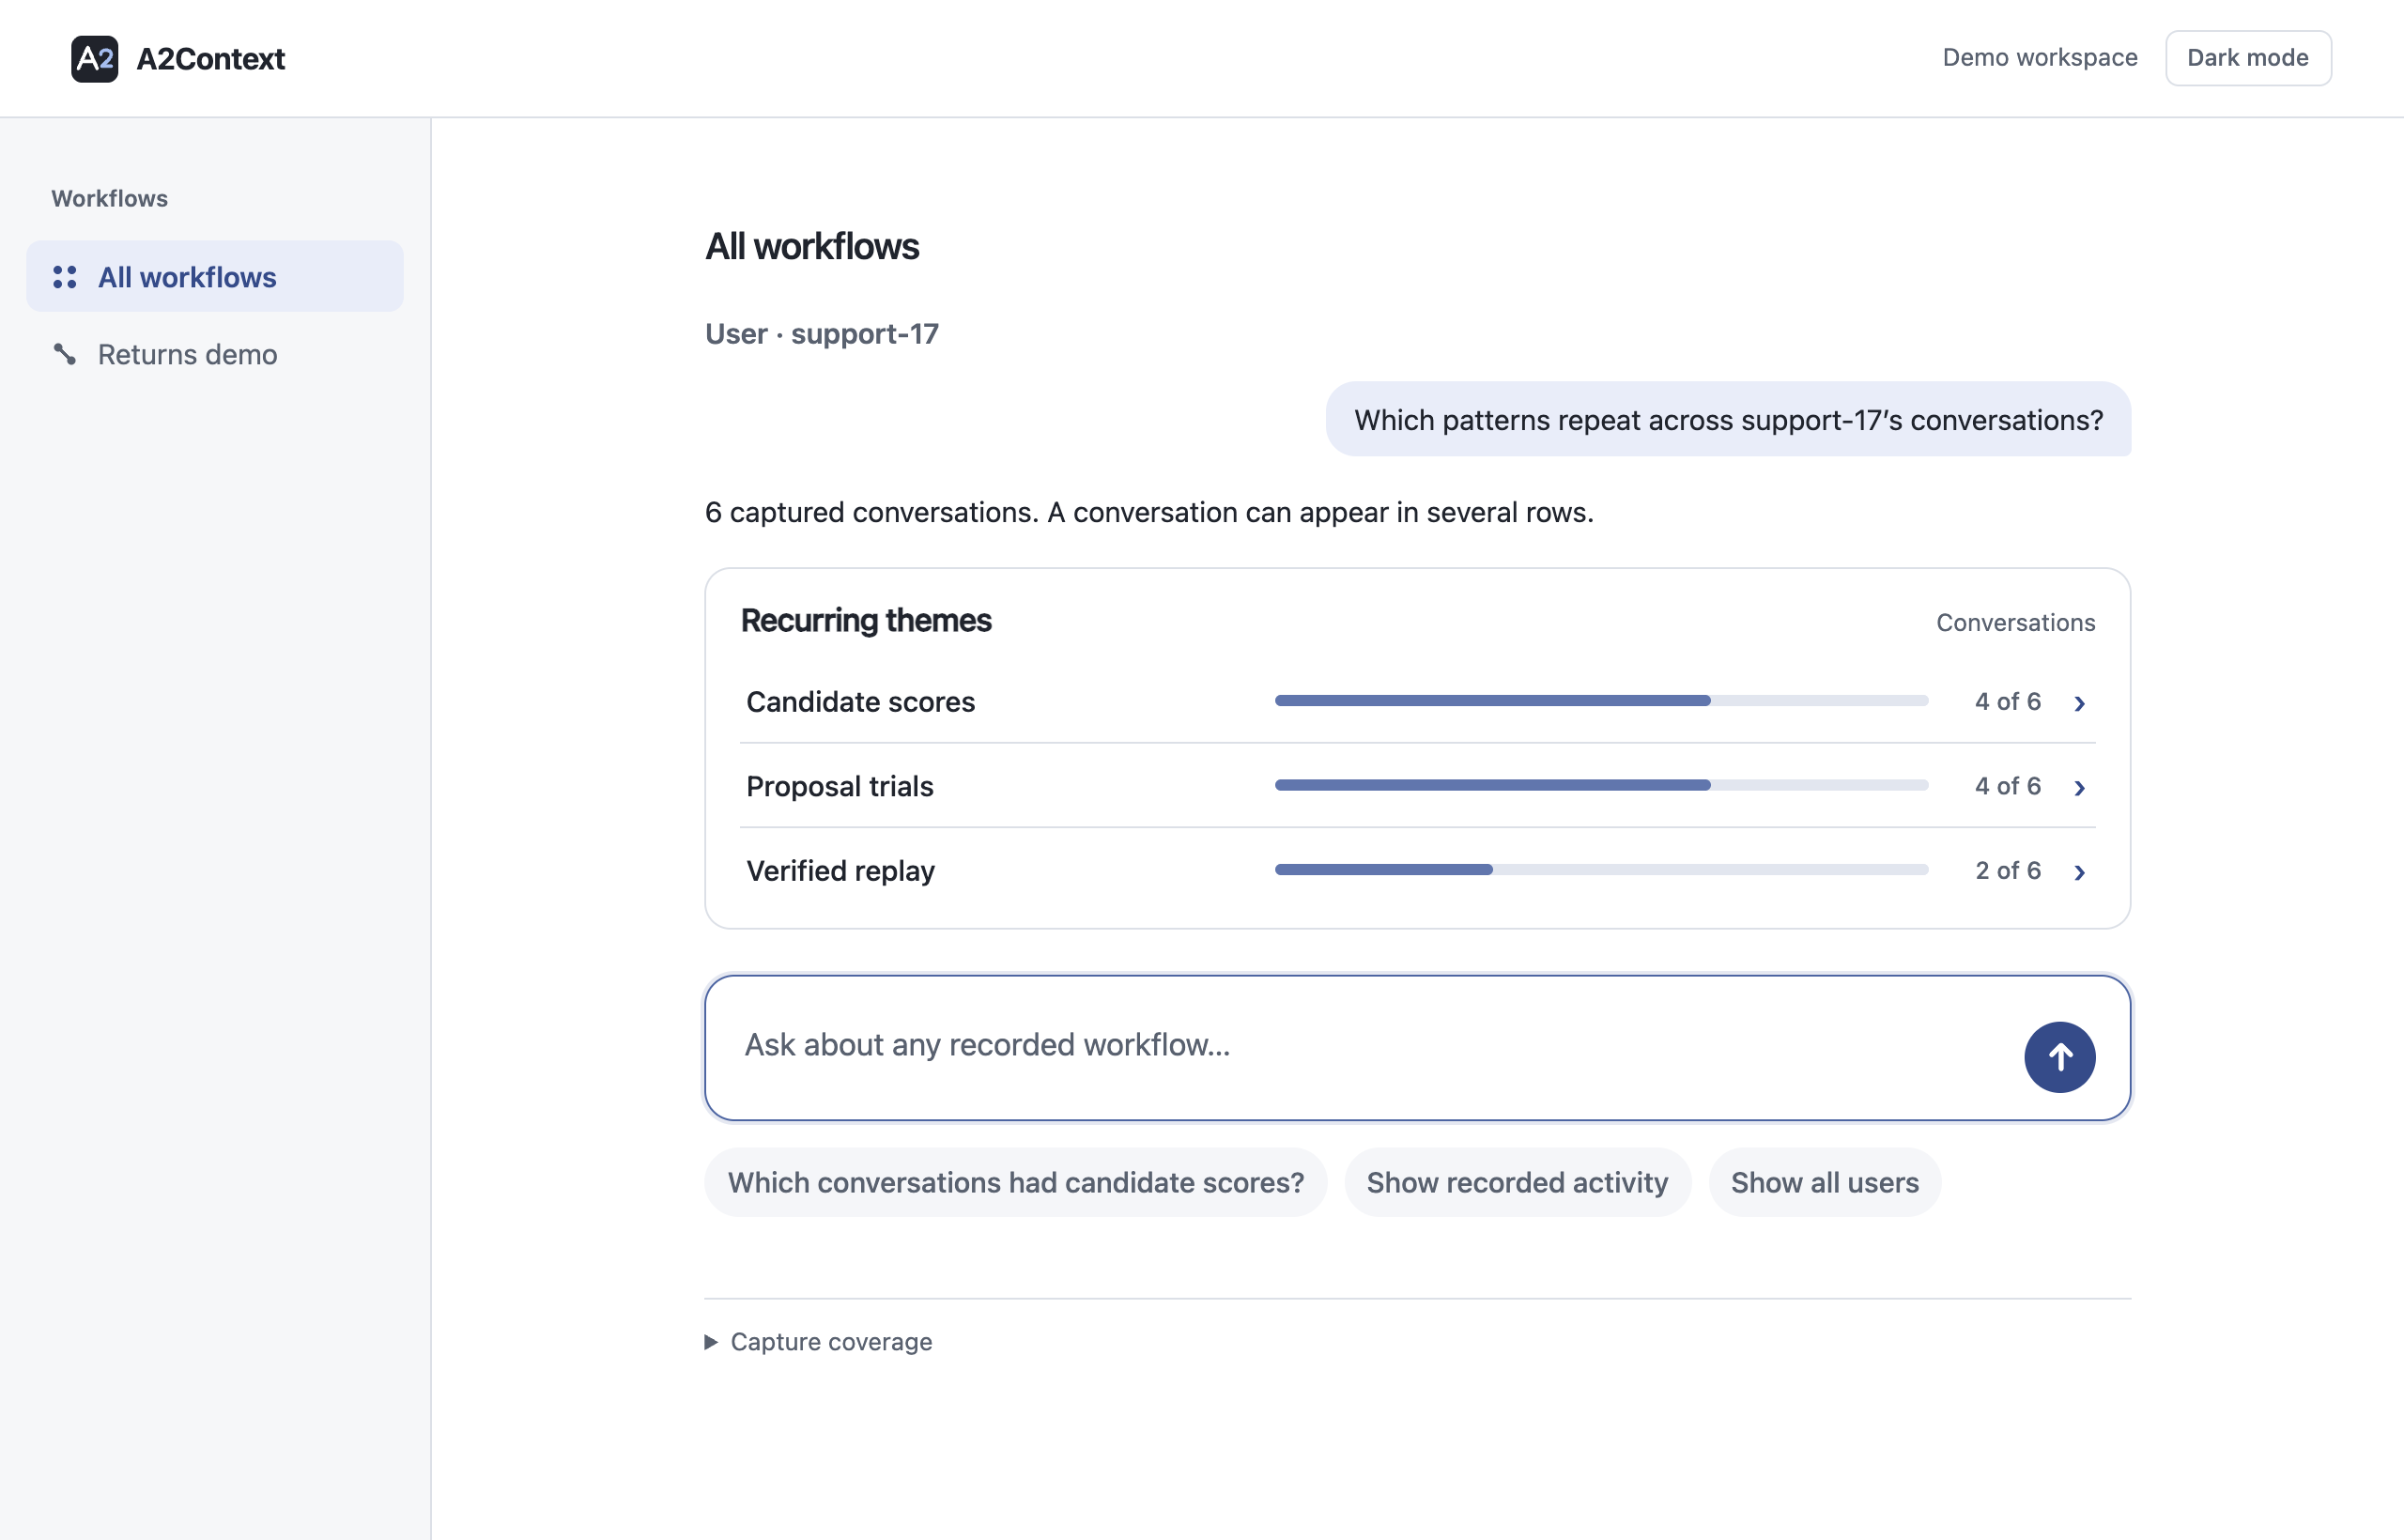 A2 A2Context
Demo workspace
Dark mode
Workflows
All workflows
Returns demo
All workflows
User · support-17
Which patterns repeat across support-17’s conversations?
6 captured conversations. A conversation can appear in several rows.
Recurring themes
Conversations
Candidate scores
4 of 6
Proposal trials
4 of 6
Verified replay
2 of 6
Ask about any recorded workflow...
Which conversations had candidate scores?
Show recorded activity
Show all users
Capture coverage